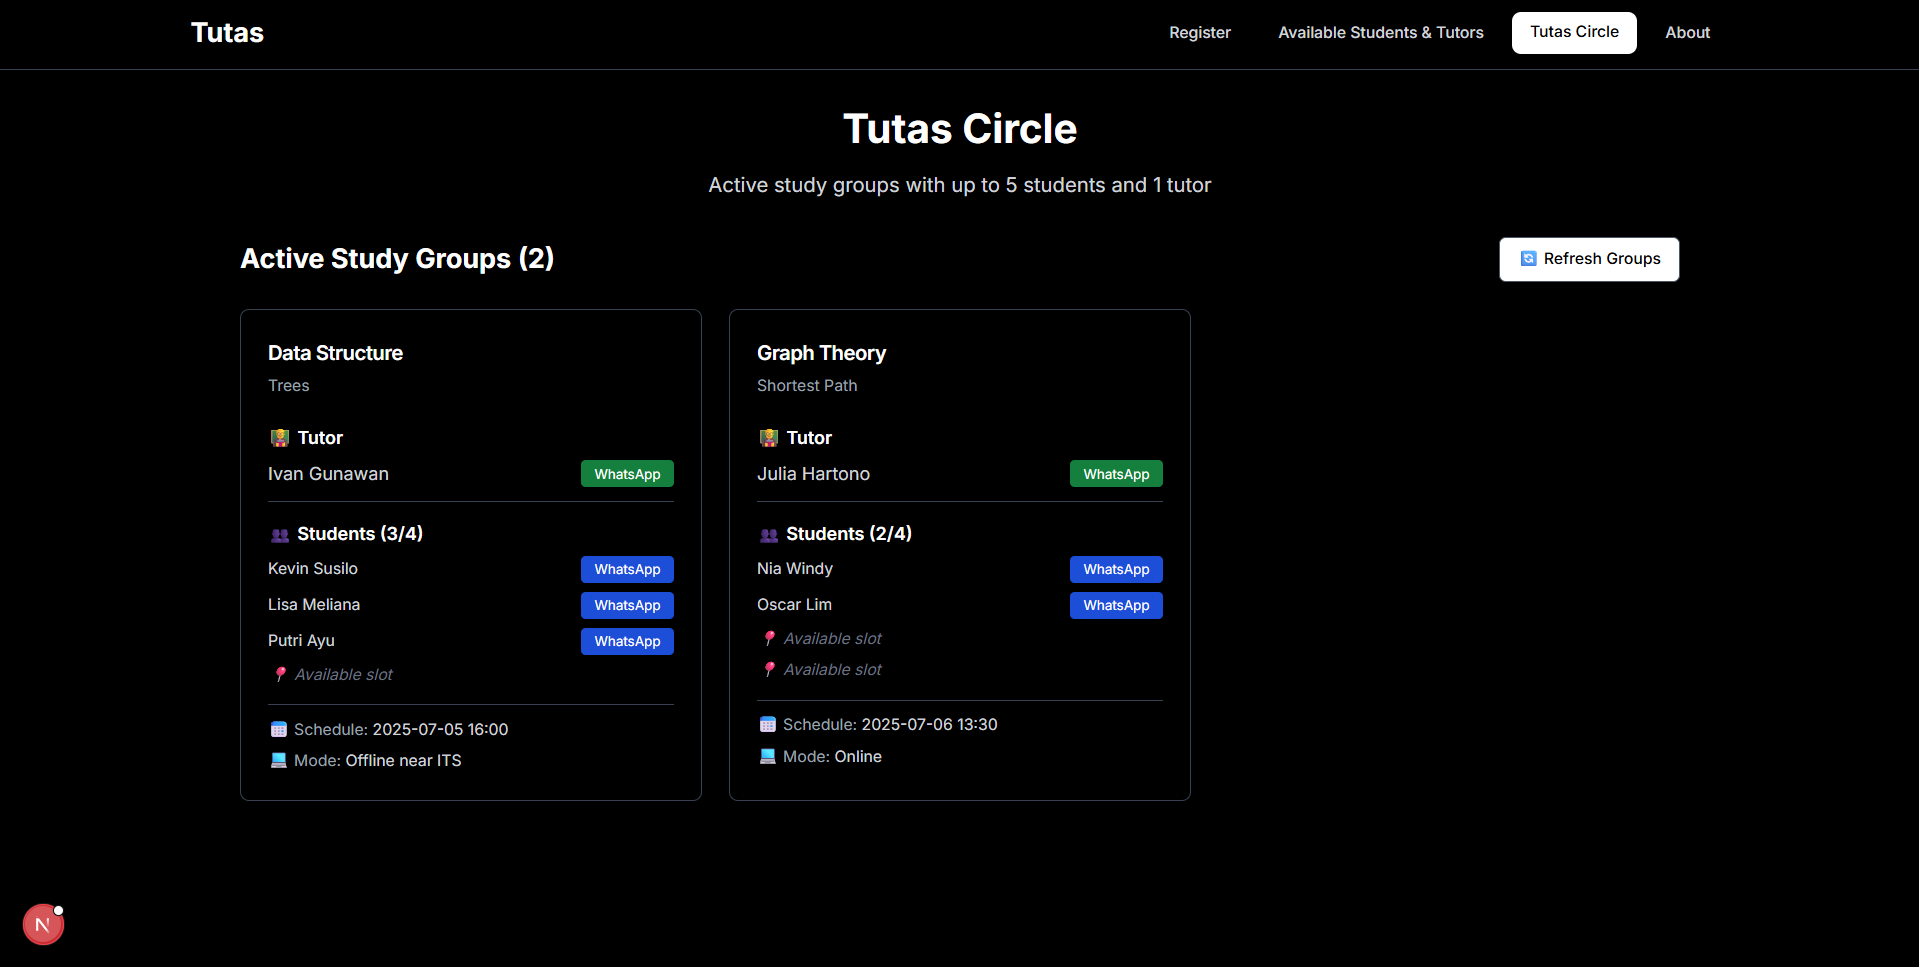 Tutas
Register
Available Students & Tutors
Tutas Circle
About
Tutas Circle
Active study groups with up to 5 students and 1 tutor
Active Study Groups (2)
Refresh Groups
Data Structure
Trees
Tutor
Ivan Gunawan WhatsApp
Students (3/4)
Kevin Susilo WhatsApp
Lisa Meliana WhatsApp
Putri Ayu WhatsApp
Available slot
Schedule: 2025-07-05 16:00
Mode: Offline near ITS
Graph Theory
Shortest Path
Tutor
Julia Hartono WhatsApp
Students (2/4)
Nia Windy WhatsApp
Oscar Lim WhatsApp
Available slot
Available slot
Schedule: 2025-07-06 13:30
Mode: Online
N